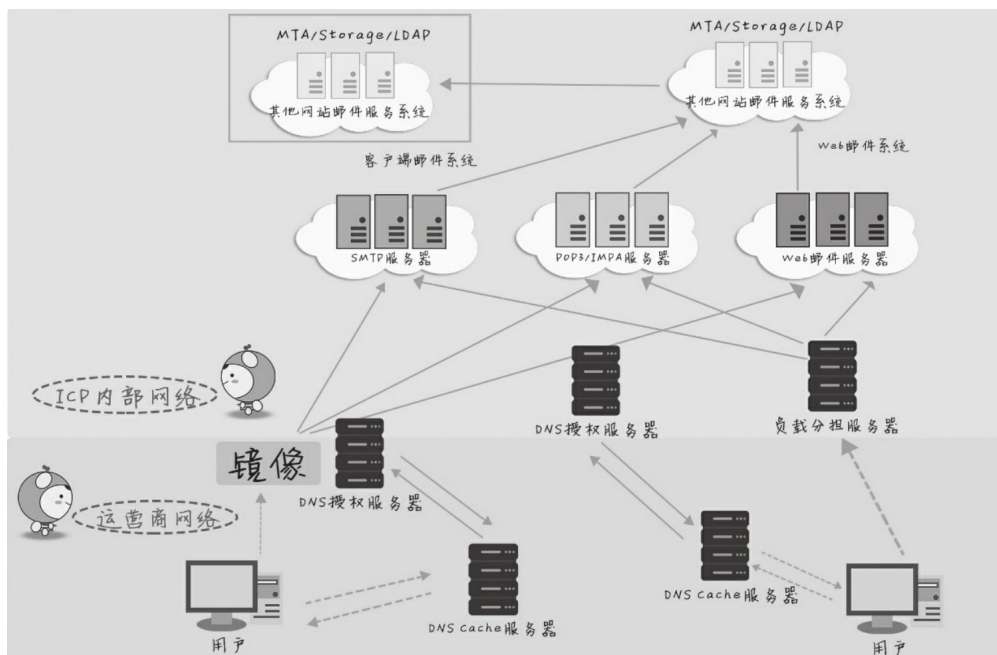 MTA/Storage/LDAP
其他网站邮件服务系统
MTA/Storage/LDAP
其他网站邮件服务系统
客户端邮件系统
Web邮件系统
SMTP服务器
POP3/IMPA服务器
Web邮件服务器
ICP内部网络
DNS授权服务器
负载分担服务器
镜像
DNS授权服务器
运营商网络
DNS cache服务器
DNS cache服务器
用户
用户